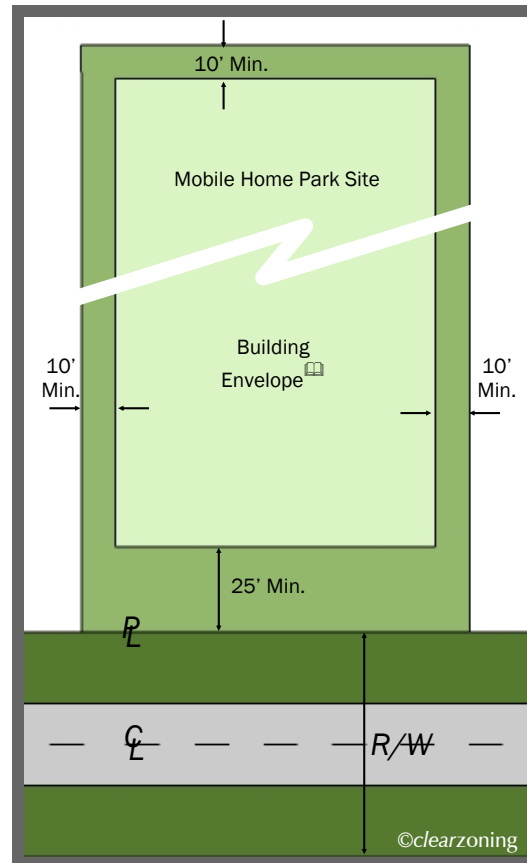 10’ Min.
Mobile Home Park Site
Building
Envelope
10’
Min.
10’
Min.
25’ Min.
PL
CL
R/W
©clearzoning